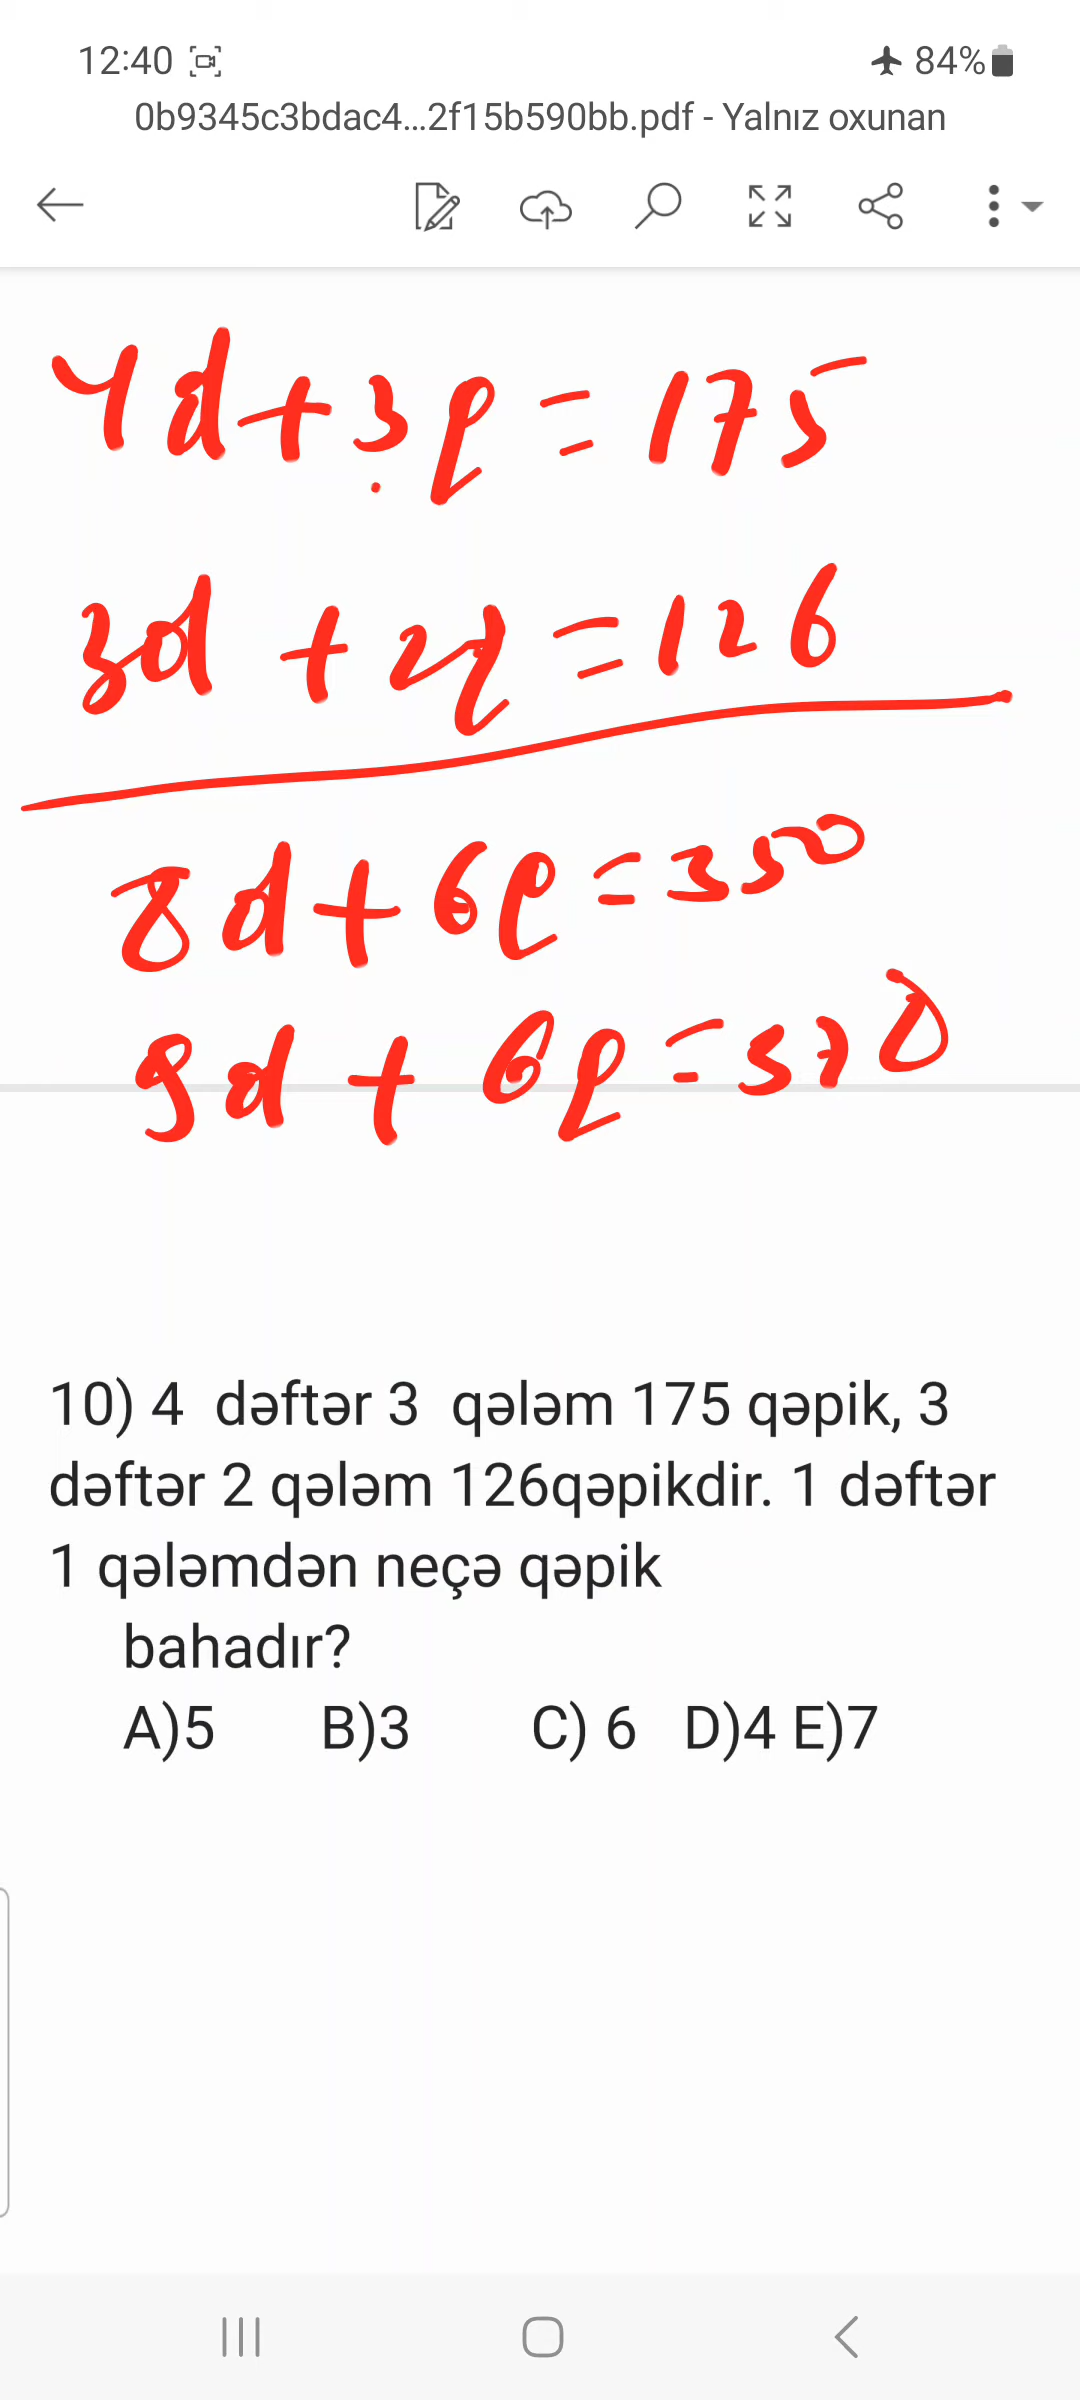 12:40 84%
0b9345c3bdac4...2f15b590bb.pdf - Yalnız oxunan
4d+3q=175
3d+2q=126
8d+6q=350
9d+6q=378
10) 4 dəftər 3 qələm 175 qəpik, 3
dəftər 2 qələm 126qəpikdir. 1 dəftər
1 qələmdən neçə qəpik
bahadır?
A)5 B)3 C) 6 D)4 E)7